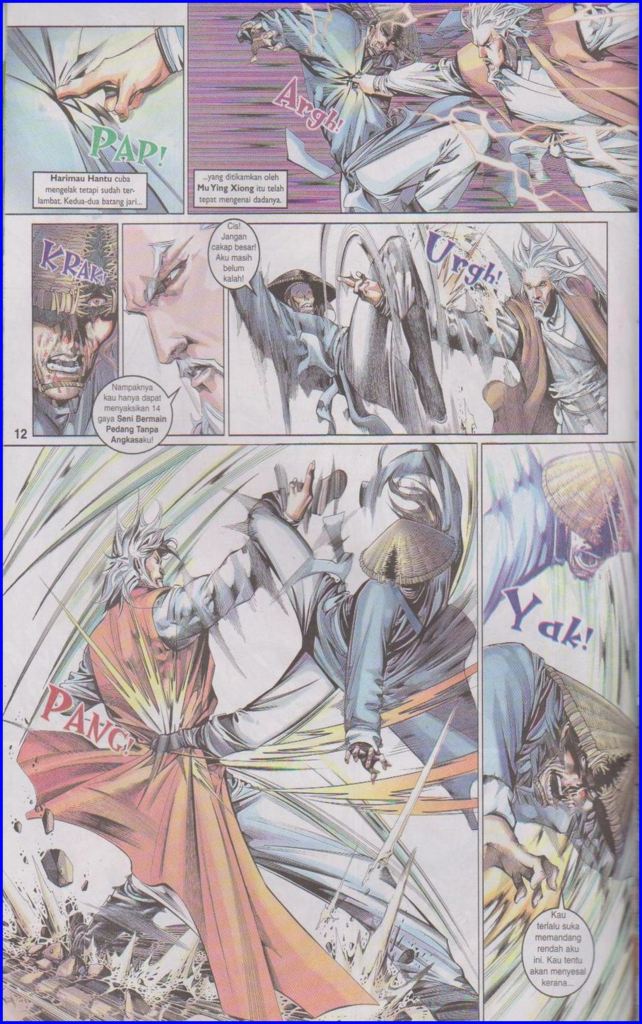 PAP!
Harimau Hantu cuba
mengelak tetapi sudah ter-
lambat. Kedua-dua batang jari...
Argh!
...yang ditikamkan oleh
Mu Ying Xiong itu telah
tepat mengenai dadanya.
KRAK!
Nampaknya
kau hanya dapat
menyaksikan 14
gaya Seni Bermain
Pedang Tanpa
Angkasaku!
Cis!
Jangan
cakap besar!
Aku masih
belum
kalah!
Urgh!
12
PANG!
Yak!
Kau
terlalu suka
memandang
rendah aku
ini. Kau tentu
akan menyesal
kerana...